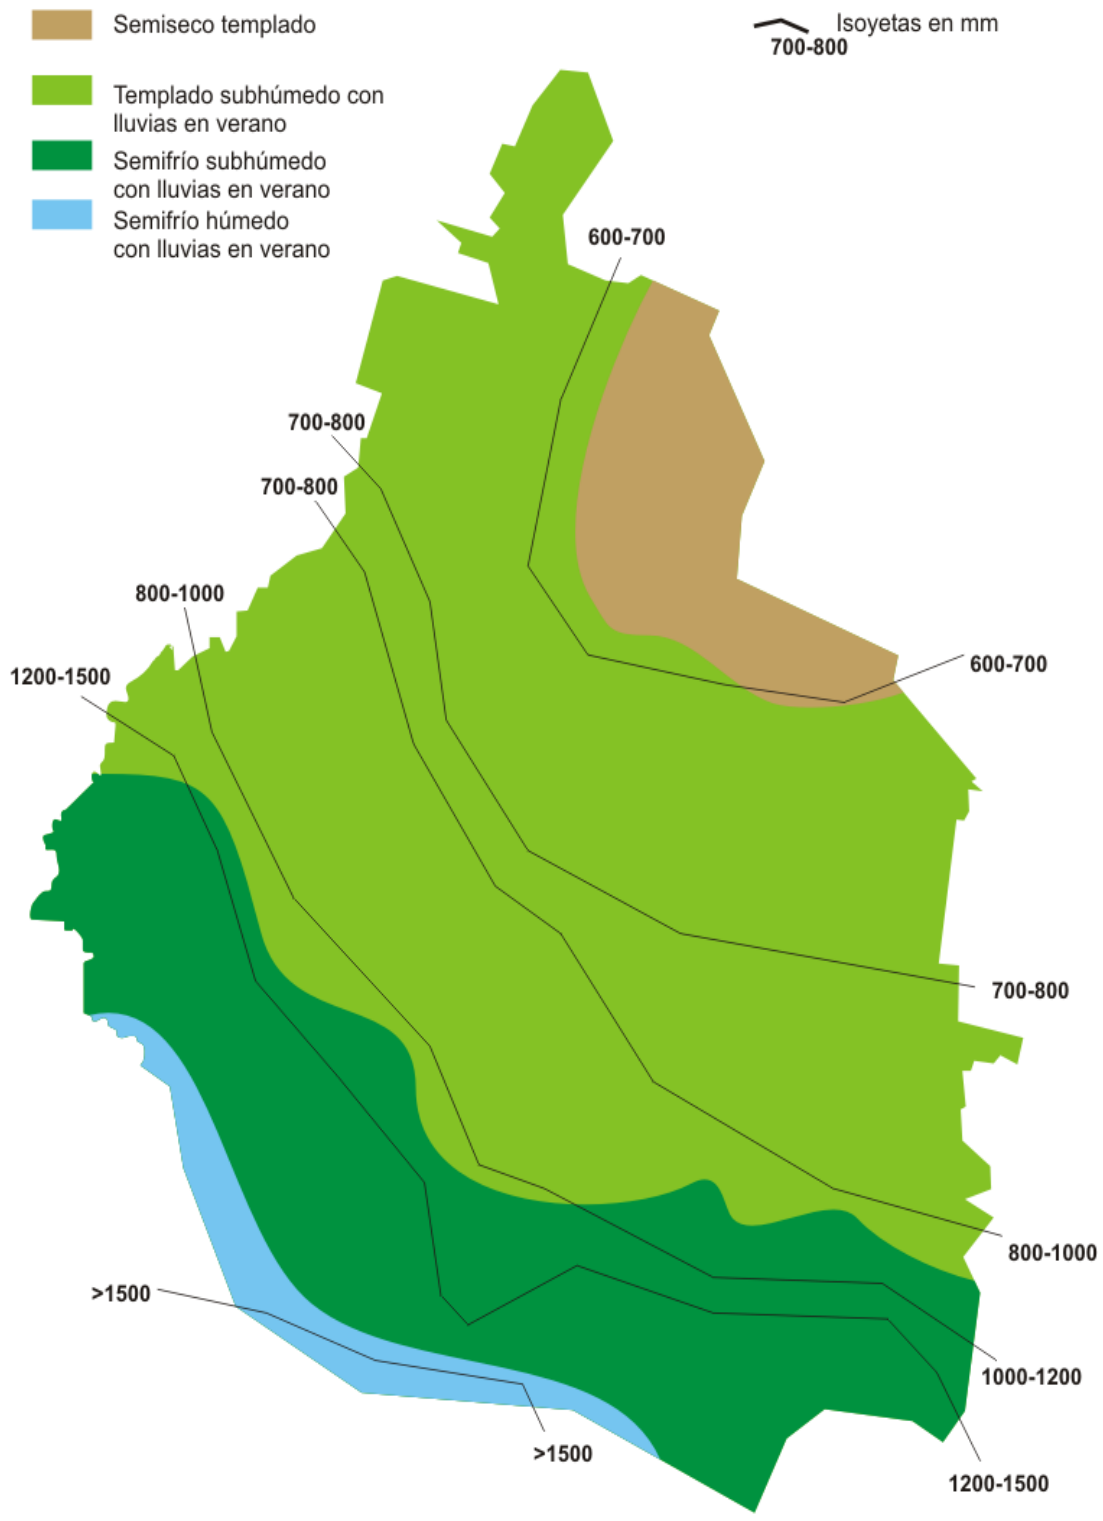 Semiseco templado
Templado subhúmedo con
lluvias en verano
Semifrío subhúmedo
con lluvias en verano
Semifrío húmedo
con lluvias en verano
Isoyetas en mm
700-800
600-700
700-800
700-800
800-1000
1200-1500
600-700
700-800
800-1000
>1500
1000-1200
>1500
1200-1500